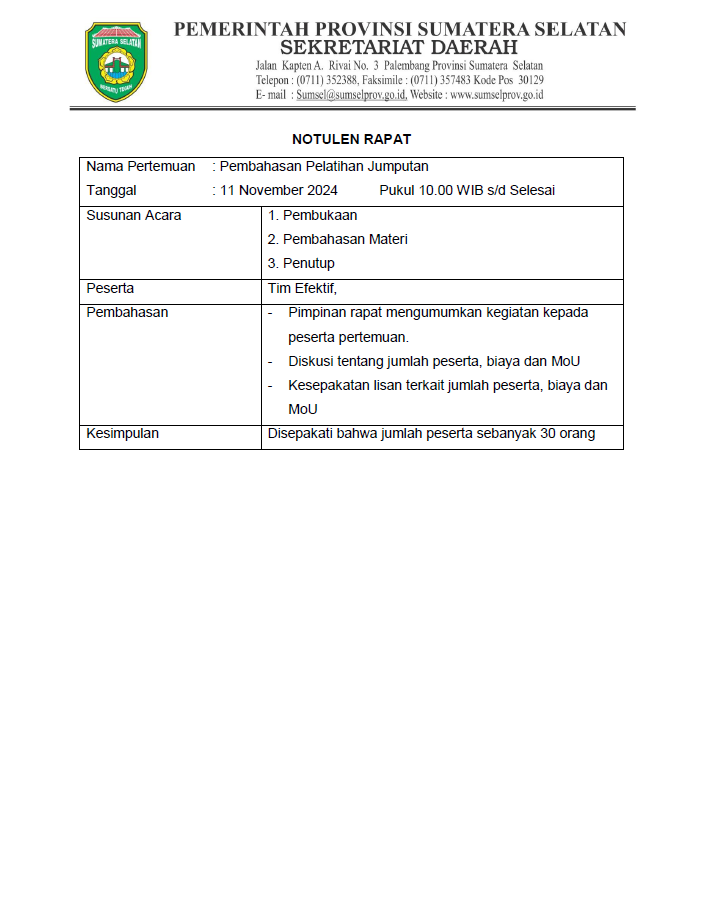 SUMATERA SELATAN
BERSATU TEGUH
PEMERINTAH PROVINSI SUMATERA SELATAN
SEKRETARIAT DAERAH
Jalan Kapten A. Rivai No. 3 Palembang Provinsi Sumatera Selatan
Telepon : (0711) 352388, Faksimile : (0711) 357483 Kode Pos 30129
E- mail : Sumsel@sumselprov.go.id, Website : www.sumselprov.go.id
NOTULEN RAPAT
Nama Pertemuan : Pembahasan Pelatihan Jumputan
Tanggal : 11 November 2024 Pukul 10.00 WIB s/d Selesai
Susunan Acara 1. Pembukaan
2. Pembahasan Materi
3. Penutup
Peserta Tim Efektif,
Pembahasan - Pimpinan rapat mengumumkan kegiatan kepada
peserta pertemuan.
- Diskusi tentang jumlah peserta, biaya dan MoU
- Kesepakatan lisan terkait jumlah peserta, biaya dan
MoU
Kesimpulan Disepakati bahwa jumlah peserta sebanyak 30 orang